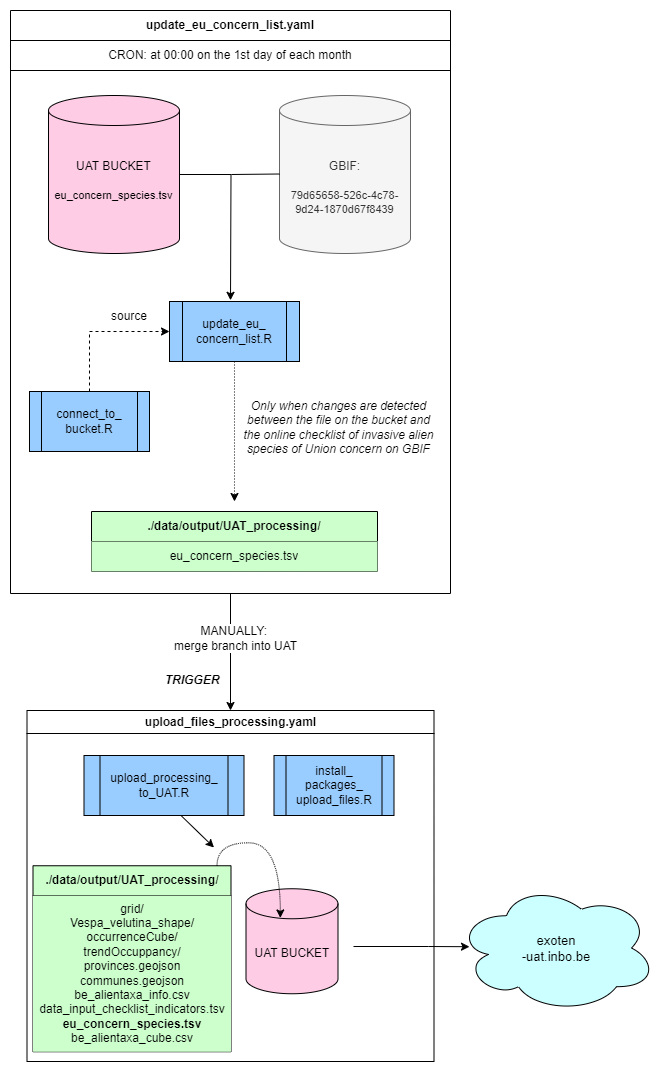 update_eu_concern_list.yaml
CRON: at 00:00 on the 1st day of each month
UAT BUCKET
eu_concern_species.tsv
GBIF:
79d65658-526c-4c78-
9d24-1870d67f8439
source
update_eu_
concern_list.R
connect_to_
bucket.R
Only when changes are detected
between the file on the bucket and
the online checklist of invasive alien
species of Union concern on GBIF
./data/output/UAT_processing/
eu_concern_species.tsv
MANUALLY:
merge branch into UAT
TRIGGER
upload_files_processing.yaml
upload_processing_
to_UAT.R
install_
packages_
upload_files.R
./data/output/UAT_processing/
grid/
Vespa_velutina_shape/
occurrenceCube/
trendOccuppancy/
provinces.geojson
communes.geojson
be_alientaxa_info.csv
data_input_checklist_indicators.tsv
eu_concern_species.tsv
be_alientaxa_cube.csv
UAT BUCKET
exoten
-uat.inbo.be